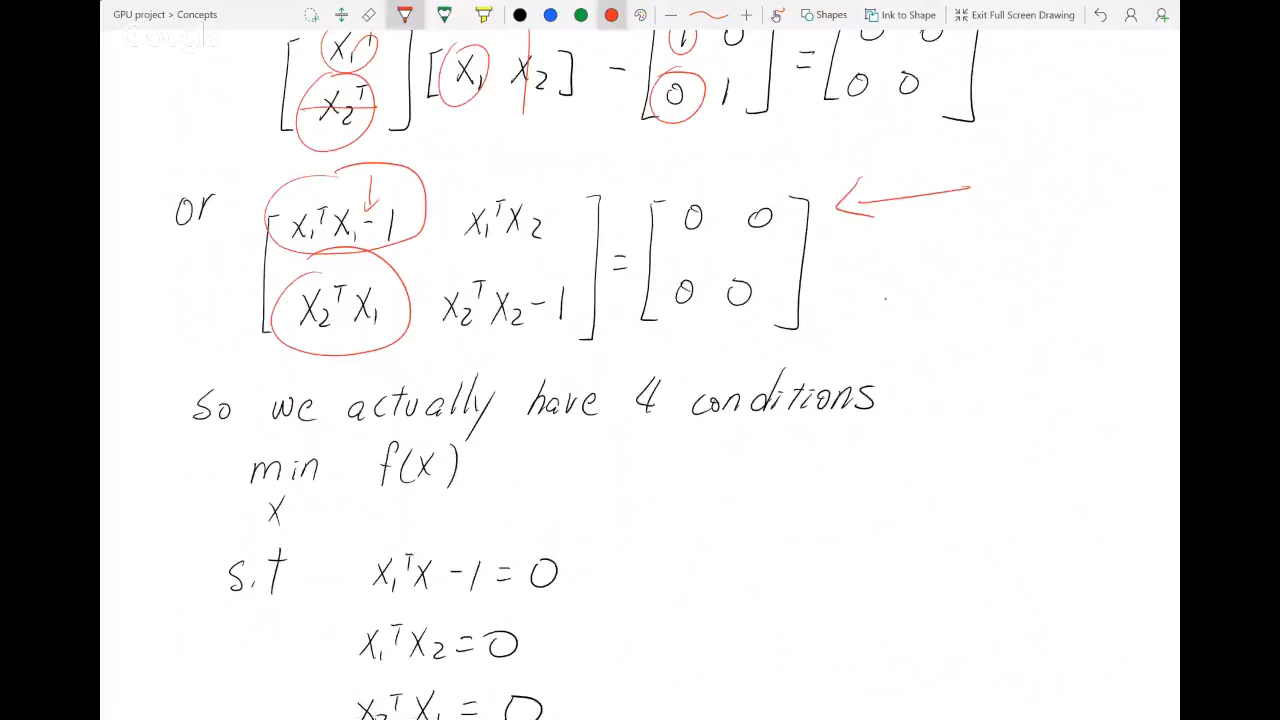 GPU project > Concepts
Shapes Ink to Shape Exit Full Screen Drawing
Google
[ x₁ᵀ ; x₂ᵀ ] [ x₁ x₂ ] - [ 1 0 ; 0 1 ] = [ 0 0 ; 0 0 ]
or [ x₁ᵀx₁ - 1 x₁ᵀx₂ ; x₂ᵀx₁ x₂ᵀx₂ - 1 ] = [ 0 0 ; 0 0 ]
so we actually have 4 conditions
min f(x)
x
s.t x₁ᵀx - 1 = 0
x₁ᵀx₂ = 0
x₂ᵀx₁ = 0